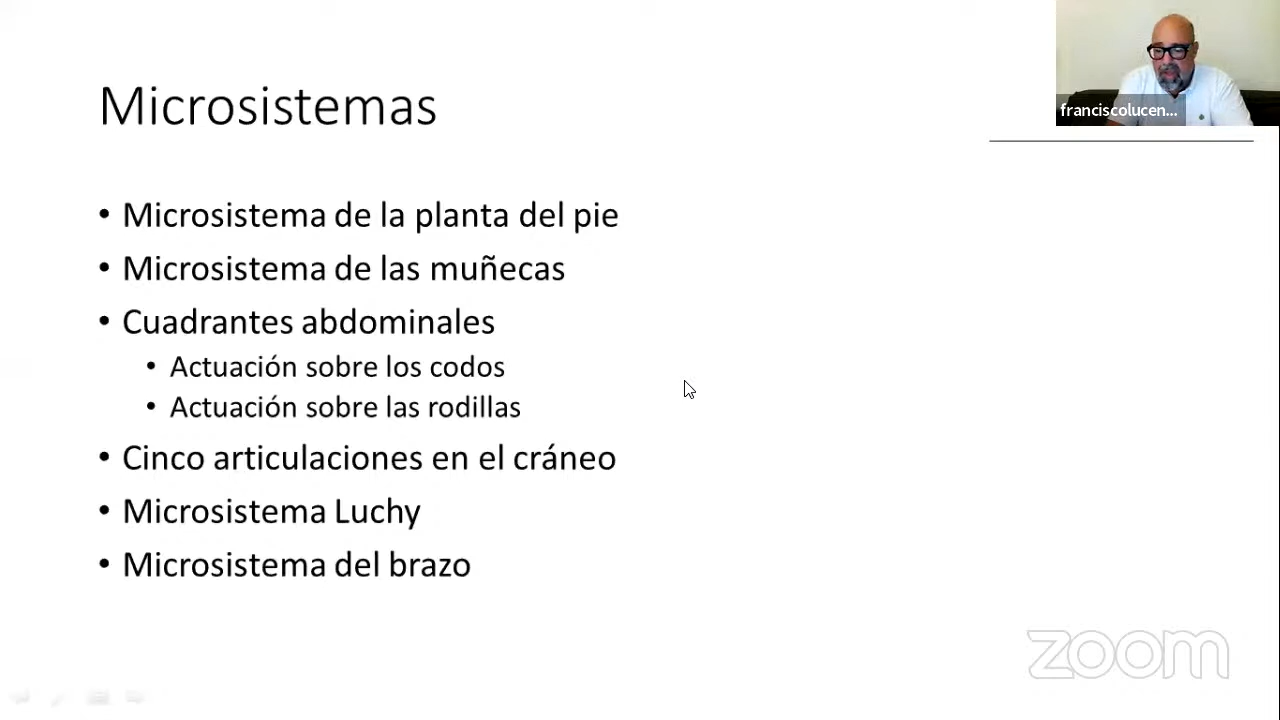 Microsistemas
franciscolucen...
• Microsistema de la planta del pie
• Microsistema de las muñecas
• Cuadrantes abdominales
• Actuación sobre los codos
• Actuación sobre las rodillas
• Cinco articulaciones en el cráneo
• Microsistema Luchy
• Microsistema del brazo
zoom